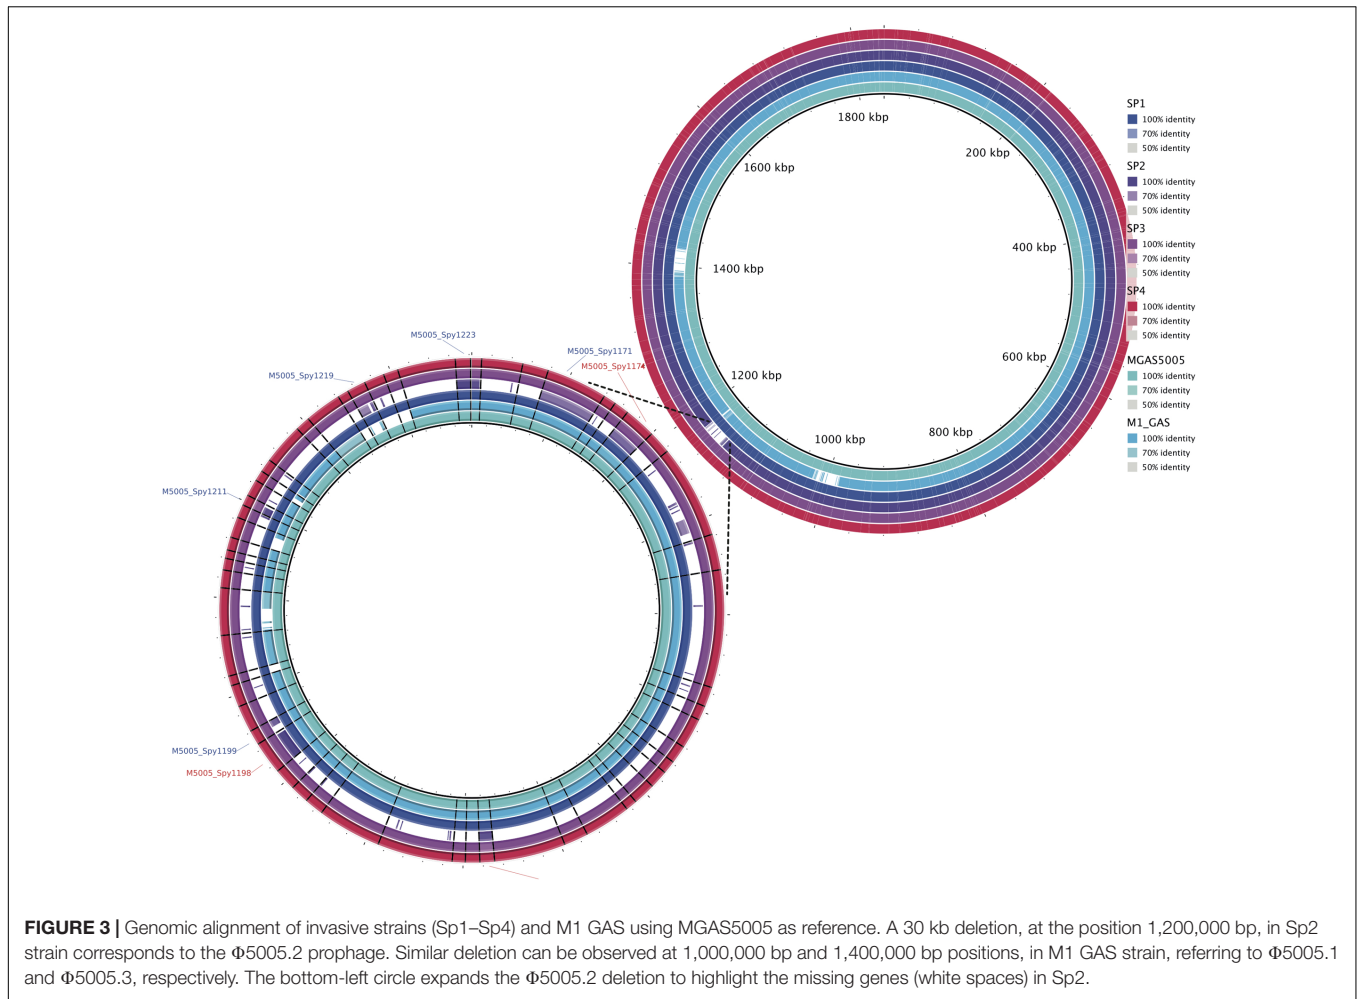 1800 kbp
200 kbp
1600 kbp
400 kbp
1400 kbp
600 kbp
1200 kbp
800 kbp
1000 kbp
SP1
100% identity
70% identity
50% identity
SP2
100% identity
70% identity
50% identity
SP3
100% identity
70% identity
50% identity
SP4
100% identity
70% identity
50% identity
MGAS5005
100% identity
70% identity
50% identity
M1_GAS
100% identity
70% identity
50% identity
M5005_Spy1223
M5005_Spy1171
M5005_Spy1174
M5005_Spy1219
M5005_Spy1211
M5005_Spy1199
M5005_Spy1198
FIGURE 3 | Genomic alignment of invasive strains (Sp1–Sp4) and M1 GAS using MGAS5005 as reference. A 30 kb deletion, at the position 1,200,000 bp, in Sp2
strain corresponds to the Φ5005.2 prophage. Similar deletion can be observed at 1,000,000 bp and 1,400,000 bp positions, in M1 GAS strain, referring to Φ5005.1
and Φ5005.3, respectively. The bottom-left circle expands the Φ5005.2 deletion to highlight the missing genes (white spaces) in Sp2.